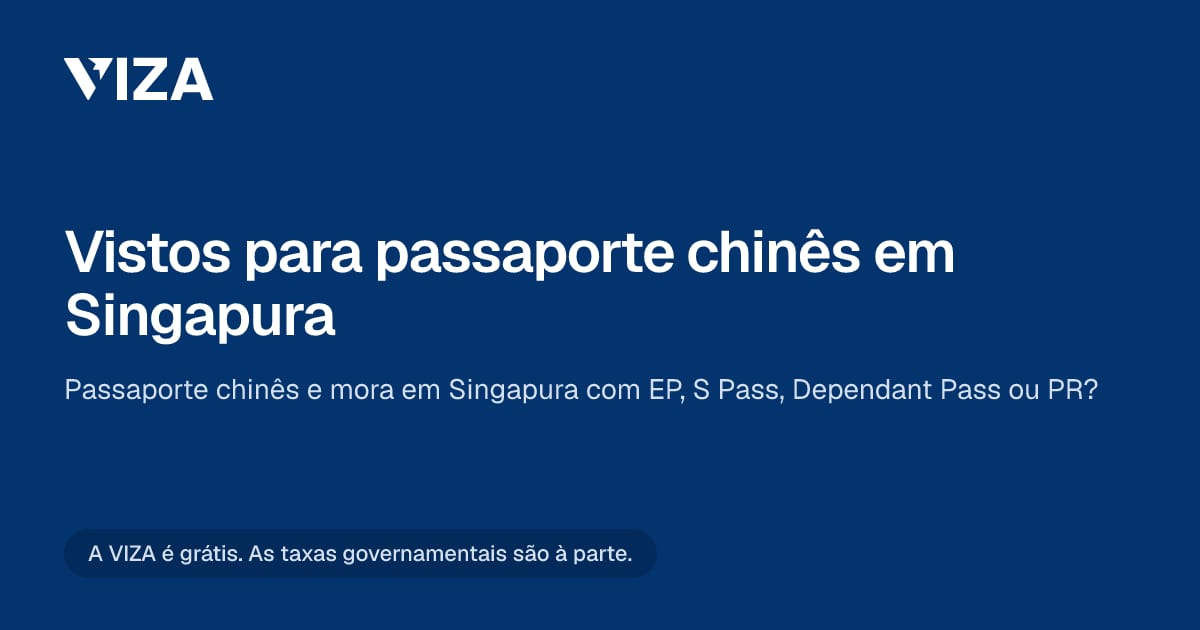 VIZA
Vistos para passaporte chinês em
Singapura
Passaporte chinês e mora em Singapura com EP, S Pass, Dependant Pass ou PR?
A VIZA é grátis. As taxas governamentais são à parte.